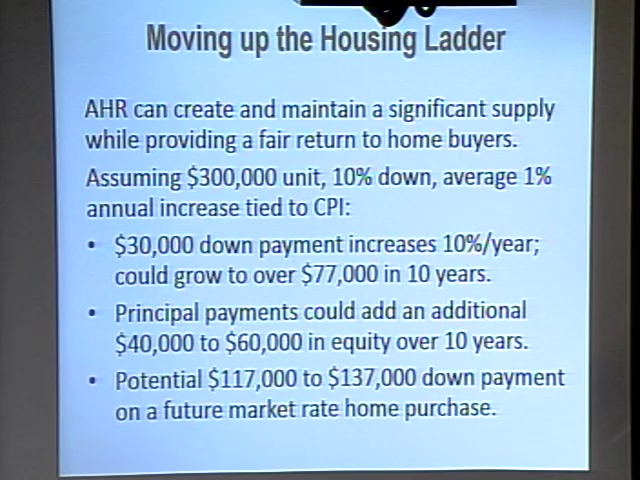 Moving up the Housing Ladder
AHR can create and maintain a significant supply
while providing a fair return to home buyers.
Assuming $300,000 unit, 10% down, average 1%
annual increase tied to CPI:
• $30,000 down payment increases 10%/year;
could grow to over $77,000 in 10 years.
• Principal payments could add an additional
$40,000 to $60,000 in equity over 10 years.
• Potential $117,000 to $137,000 down payment
on a future market rate home purchase.